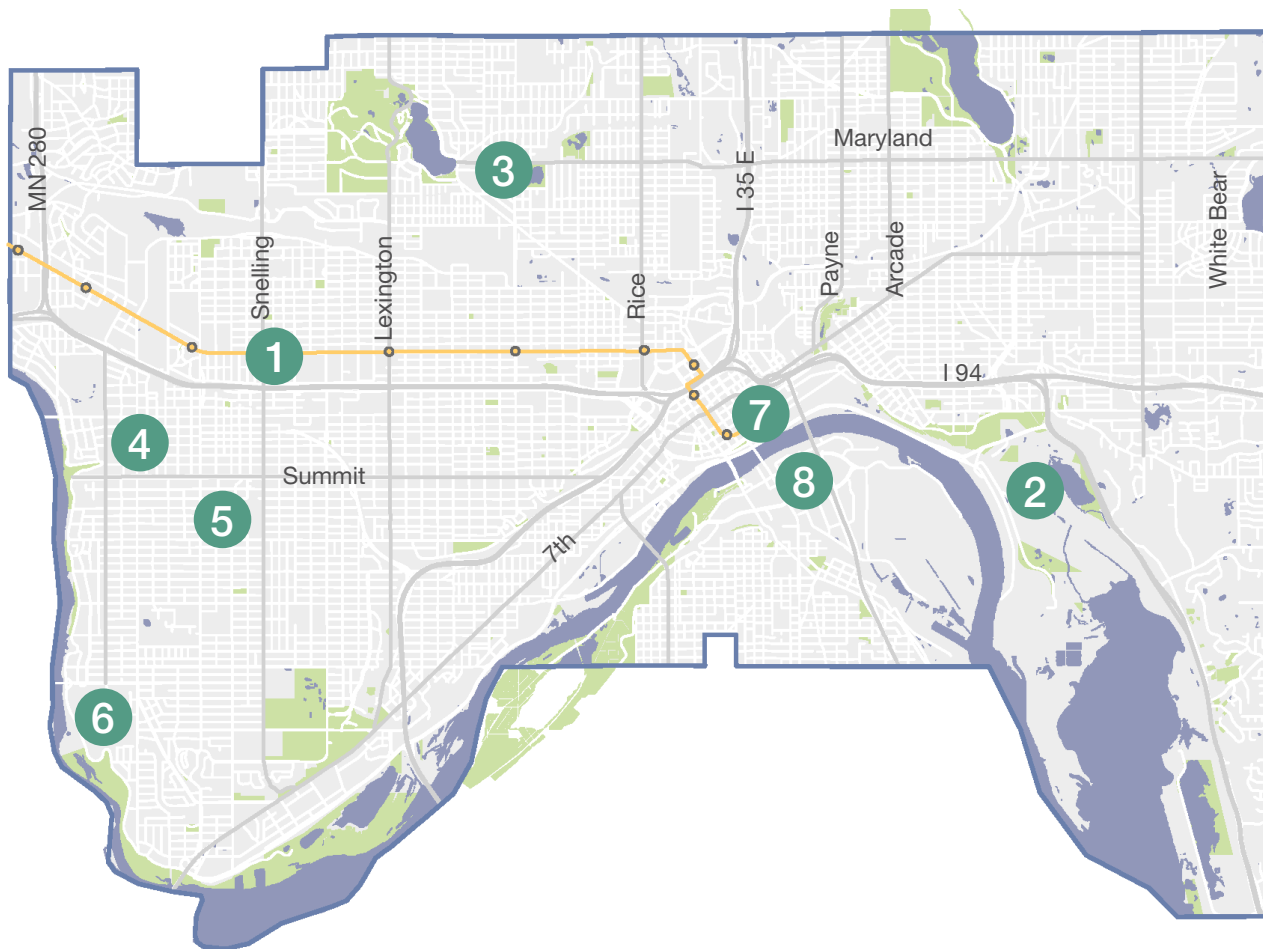 Maryland
3
MN 280
I 35 E
White Bear
Snelling
Lexington
Rice
Payne
Arcade
1
I 94
7
4
Summit
8
2
5
7th
6